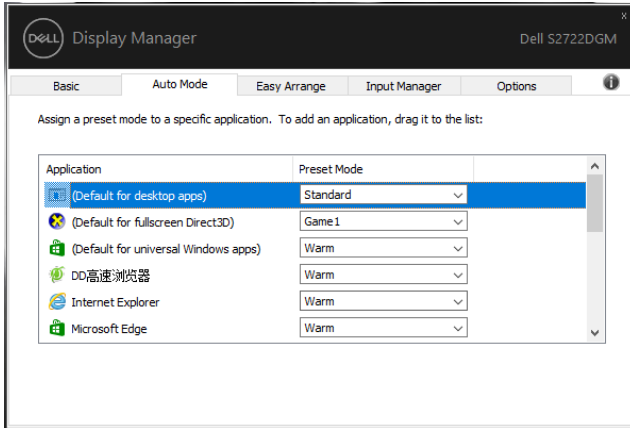 DELL Display Manager Dell S2722DGM
x
Basic Auto Mode Easy Arrange Input Manager Options
Assign a preset mode to a specific application. To add an application, drag it to the list:
Application Preset Mode
(Default for desktop apps) Standard
(Default for fullscreen Direct3D) Game1
(Default for universal Windows apps) Warm
DD高速浏览器 Warm
Internet Explorer Warm
Microsoft Edge Warm